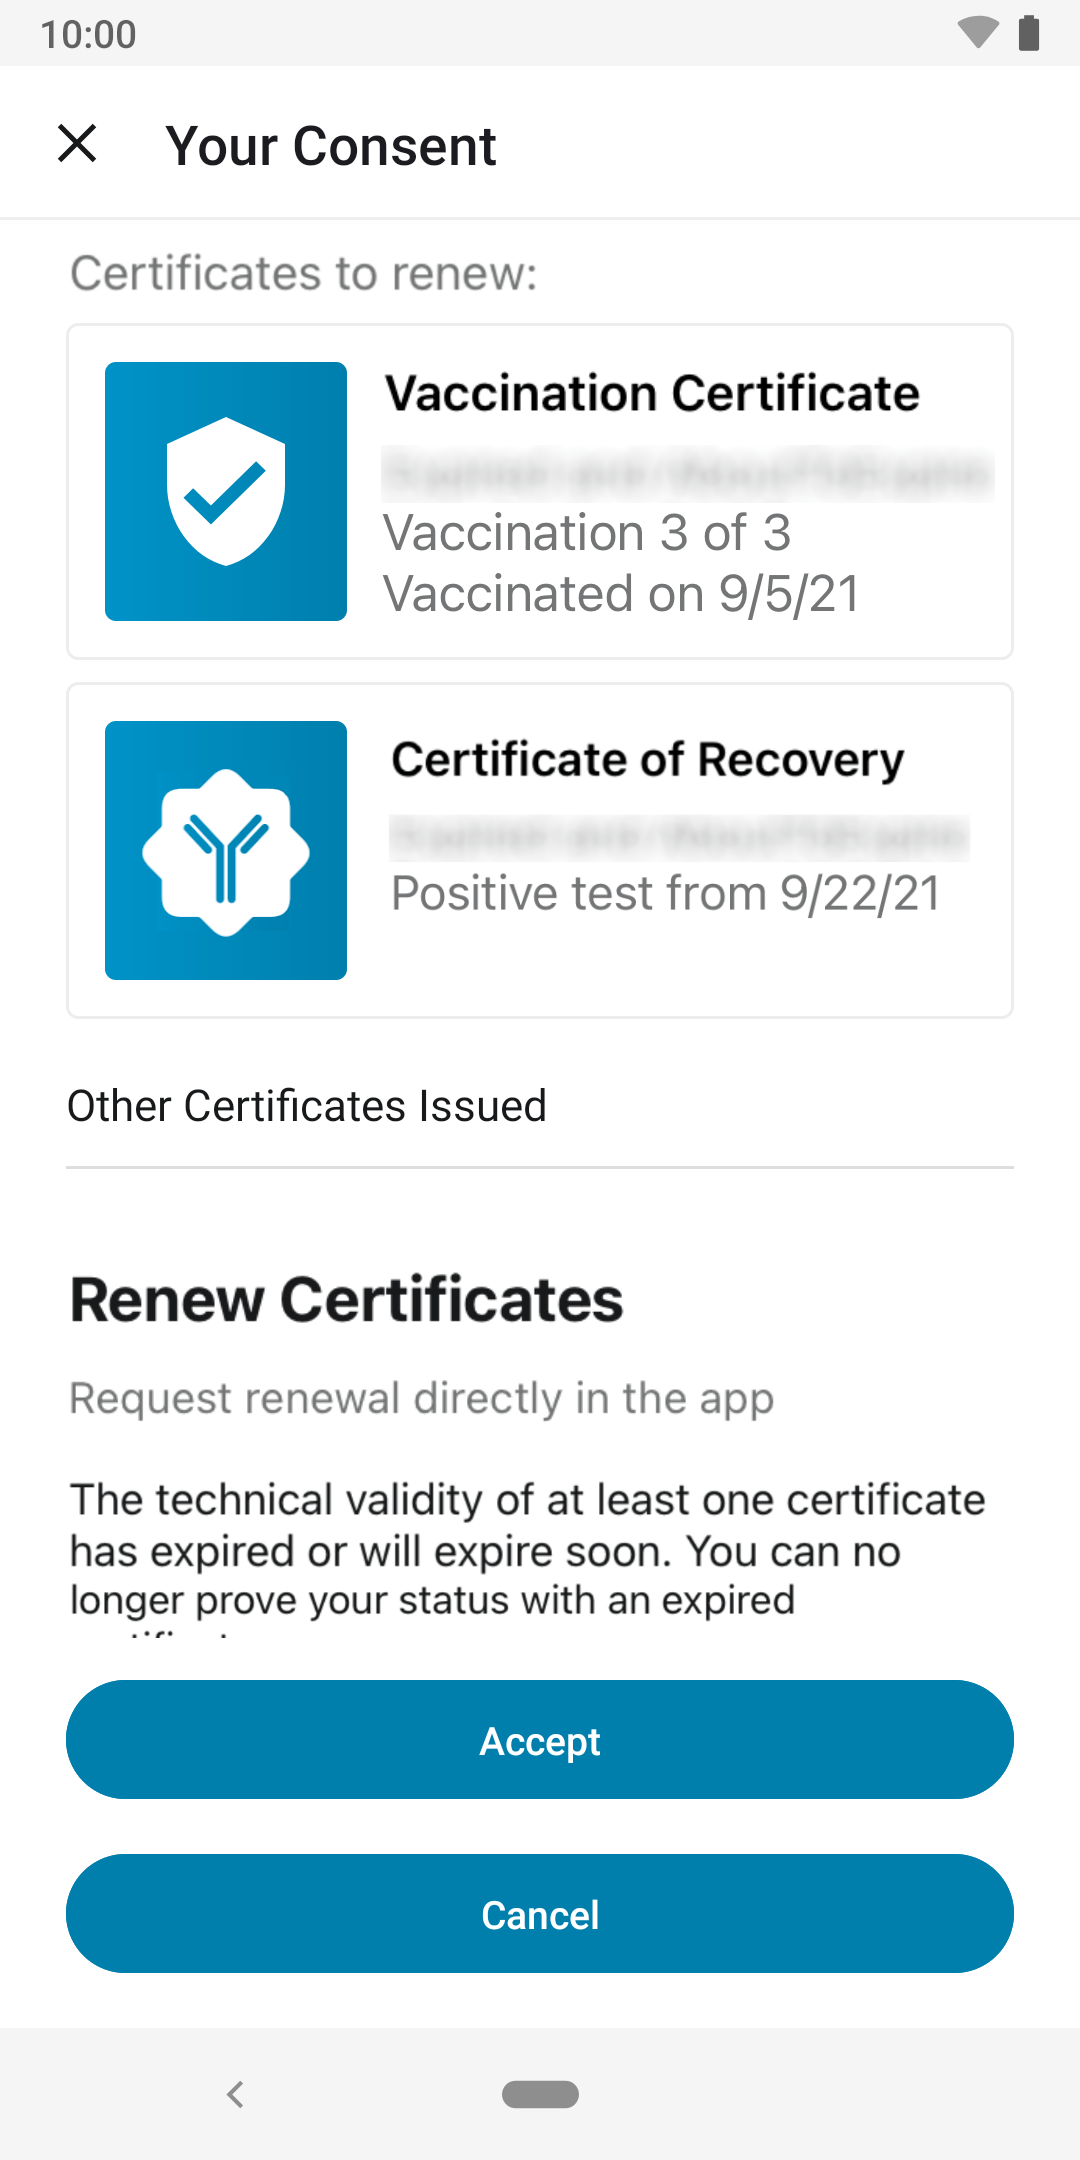 10:00
Your Consent
Certificates to renew:
Vaccination Certificate
Vaccination 3 of 3
Vaccinated on 9/5/21
Certificate of Recovery
Positive test from 9/22/21
Other Certificates Issued
Renew Certificates
Request renewal directly in the app
The technical validity of at least one certificate
has expired or will expire soon. You can no
longer prove your status with an expired
Accept
Cancel